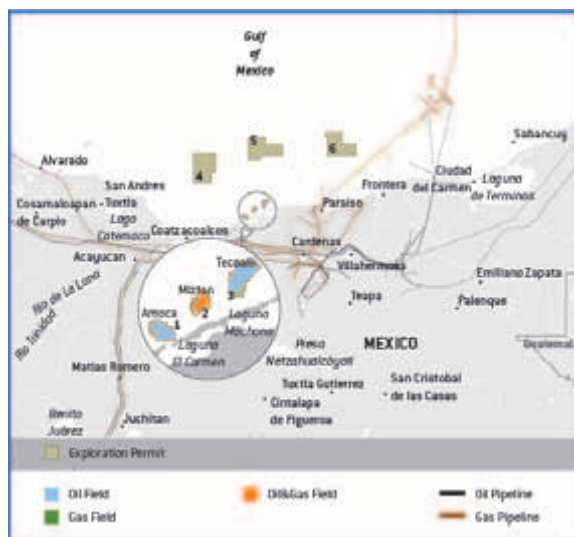 Gulf
of
Mexico
Sabancuy
5
6
4
Alvarado
San Andres
Tuxtla
Cosamaloapan
de Carpio
Lago
Catemaco
Coatzacoalcos
Paraiso
Frontera
Ciudad
del Carmen
Laguna
de Terminos
Acayucan
Cardenas
Villahermosa
Tecoalli
3
Miztón
2
Amoca
1
Laguna
Machona
Laguna
El Carmen
Rio de La Lana
Rio Trinidad
Teapa
Emiliano Zapata
Palenque
Presa
Netzahualcóyotl
MEXICO
Guatemala
Matias Romero
Tuxtla Gutierrez
San Cristobal
de las Casas
Cintalapa
de Figueroa
Benito
Juárez
Juchitan
Exploration Permit
Oil Field
Oil&Gas Field
Oil Pipeline
Gas Field
Gas Pipeline